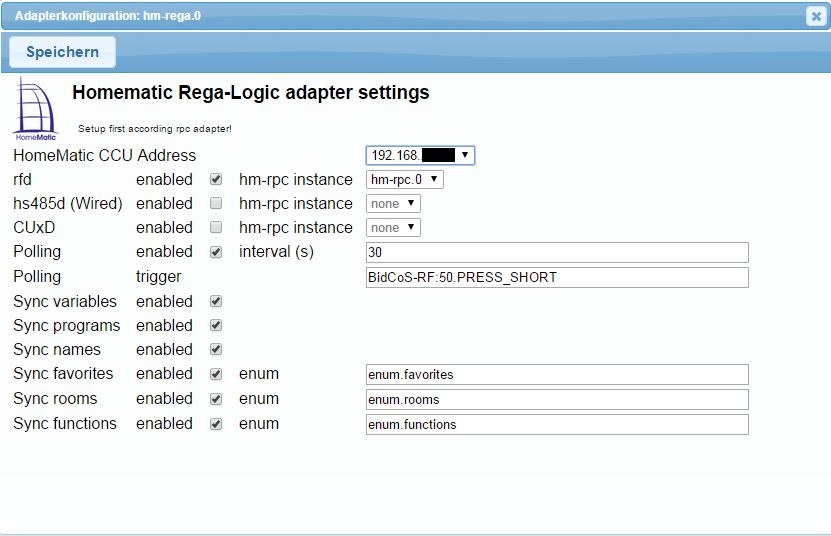 Adapterkonfiguration: hm-rega.0
Speichern
HomeMatic
Homematic Rega-Logic adapter settings
Setup first according rpc adapter!
HomeMatic CCU Address 192.168.
rfd enabled hm-rpc instance hm-rpc.0
hs485d (Wired) enabled hm-rpc instance none
CUxD enabled hm-rpc instance none
Polling enabled interval (s) 30
Polling trigger BidCoS-RF:50.PRESS_SHORT
Sync variables enabled
Sync programs enabled
Sync names enabled
Sync favorites enabled enum enum.favorites
Sync rooms enabled enum enum.rooms
Sync functions enabled enum enum.functions